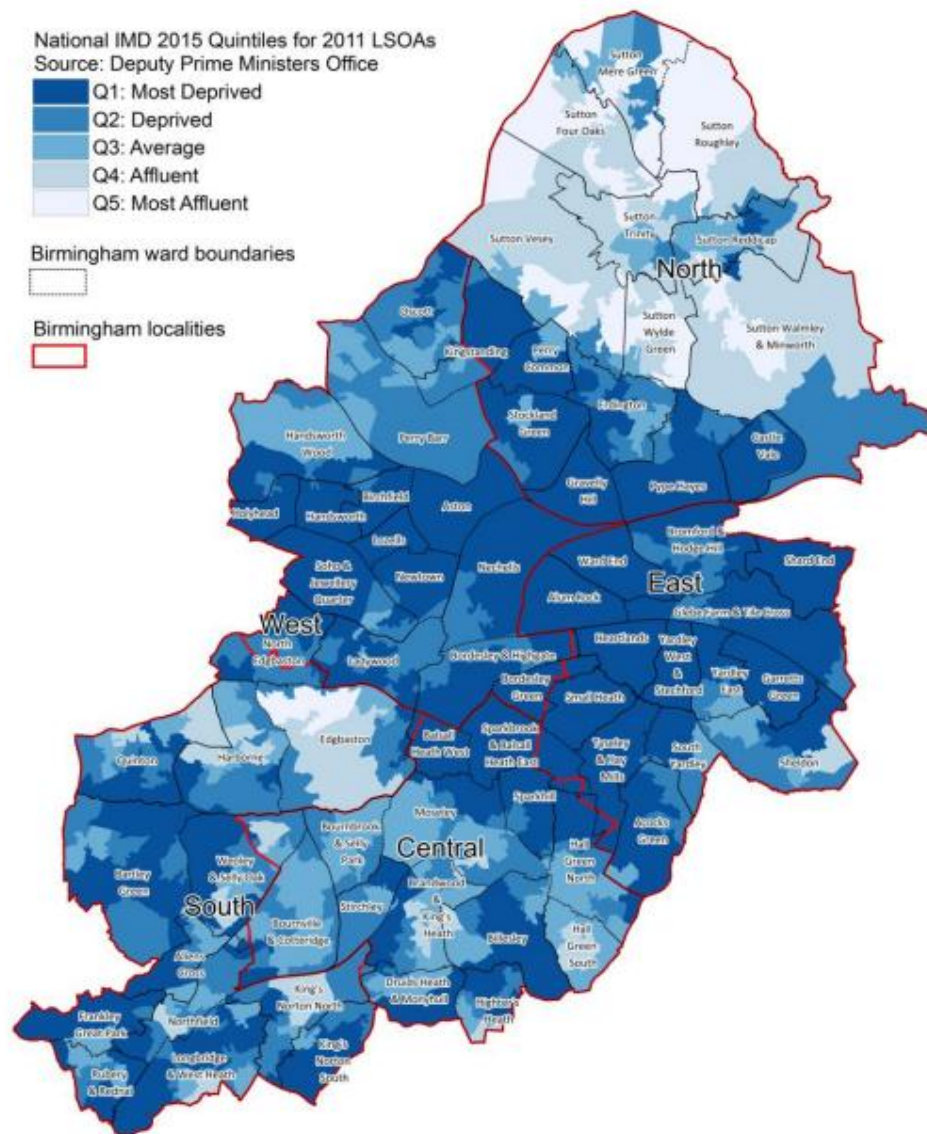 National IMD 2015 Quintiles for 2011 LSOAs
Source: Deputy Prime Ministers Office
Q1: Most Deprived
Q2: Deprived
Q3: Average
Q4: Affluent
Q5: Most Affluent
Birmingham ward boundaries
Birmingham localities
Sutton
Mere Green
Sutton
Four Oaks
Sutton
Roughley
Sutton Vesey
Sutton
Trinity
Sutton Reddicap
North
Sutton
Wylde
Green
Sutton Walmley
& Minworth
Oscott
Kingstanding
Perry
Common
Erdington
Stockland
Green
Handsworth
Wood
Perry Barr
Castle
Vale
Gravelly
Hill
Pype Hayes
Birchfield
Aston
Holyhead
Handsworth
Lozells
Bromford &
Hodge Hill
Nechells
Ward End
Shard End
Soho &
Jewellery
Quarter
Newtown
East
Alum Rock
Glebe Farm & Tile Cross
West
North
Edgbaston
Ladywood
Bordesley & Highgate
Heartlands
Yardley
West
&
Stechford
Yardley
East
Garretts
Green
Bordesley
Green
Small Heath
Edgbaston
Balsall
Heath West
Sparkbrook
& Balsall
Heath East
Tyseley
& Hay
Mills
South
Yardley
Sheldon
Quinton
Harborne
Sparkhill
Moseley
Acocks
Green
Bournbrook
& Selly
Park
Central
Hall
Green
North
Weoley
& Selly Oak
Bartley
Green
Brandwood
&
King's
Heath
South
Stirchley
Bournville
& Cotteridge
Billesley
Hall
Green
South
Allens
Cross
Druids Heath
& Monyhull
King's
Norton North
Highter's
Heath
Frankley
Great Park
Northfield
King's
Norton
South
Longbridge
& West Heath
Rubery
& Rednal